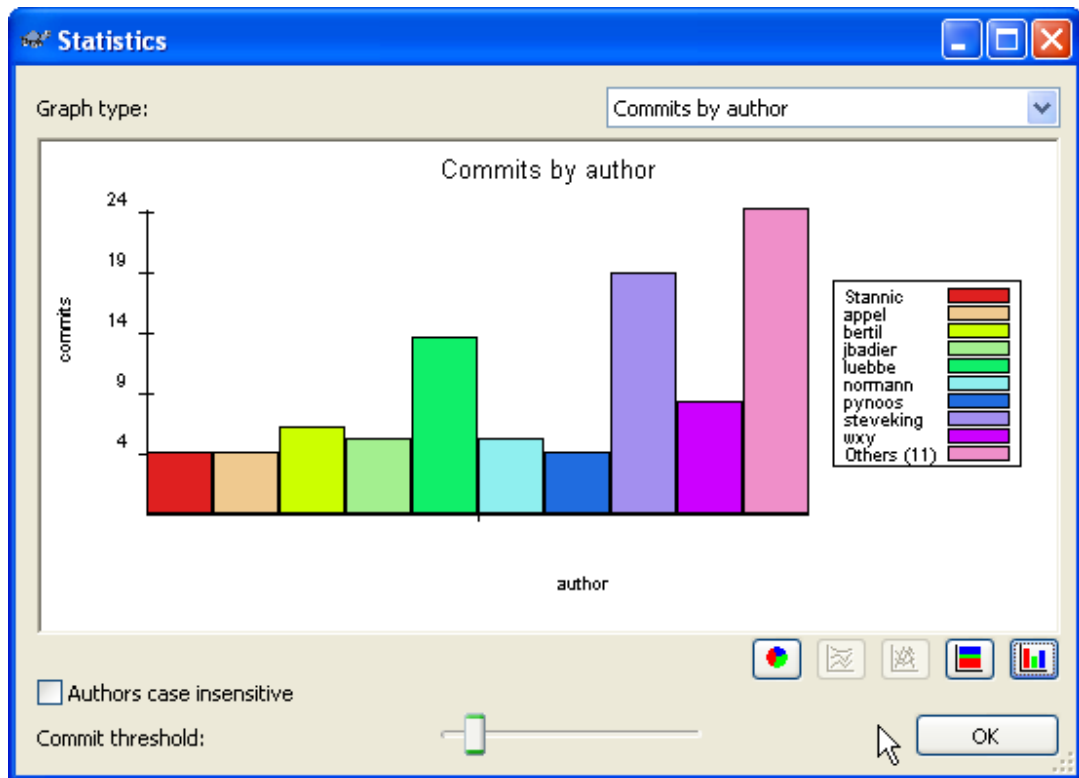 Statistics
Graph type: Commits by author
Commits by author
24
19
14
9
4
commits
author
Stannic
appel
bertil
jbadier
luebbe
normann
pynoos
steveking
wxy
Others (11)
Authors case insensitive
Commit threshold:
OK